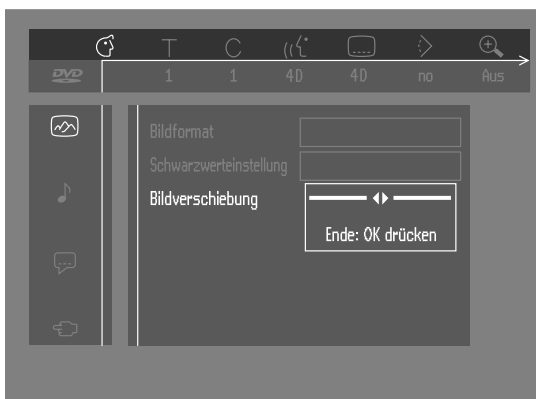 T C
DVD 1 1 4D 4D no Aus
Bildformat
Schwarzwerteinstellung
Bildverschiebung
Ende: OK drücken